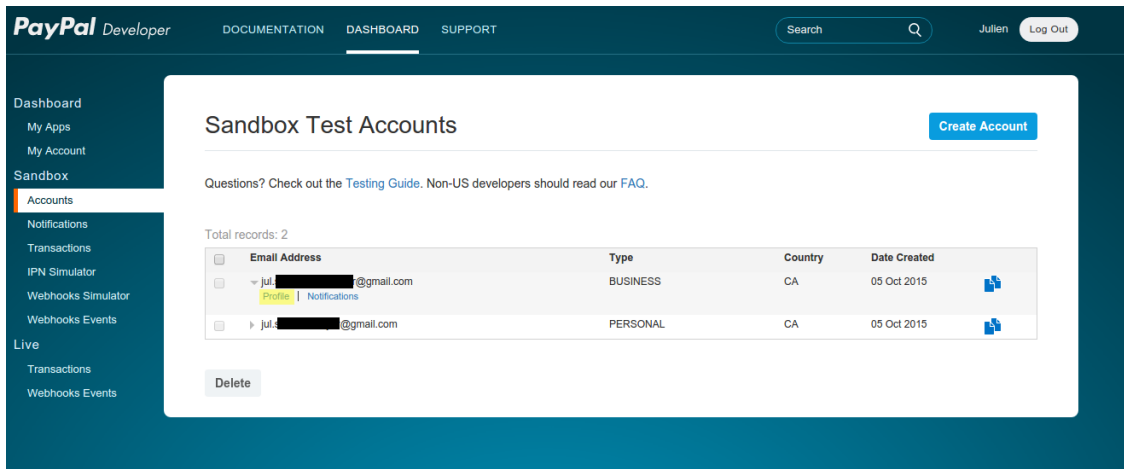 PayPal Developer DOCUMENTATION DASHBOARD SUPPORT Search Julien Log Out
Dashboard
My Apps
My Account
Sandbox
Accounts
Notifications
Transactions
IPN Simulator
Webhooks Simulator
Webhooks Events
Live
Transactions
Webhooks Events
Sandbox Test Accounts Create Account
Questions? Check out the Testing Guide. Non-US developers should read our FAQ.
Total records: 2
Email Address Type Country Date Created
jul. @gmail.com BUSINESS CA 05 Oct 2015
Profile | Notifications
jul. @gmail.com PERSONAL CA 05 Oct 2015
Delete